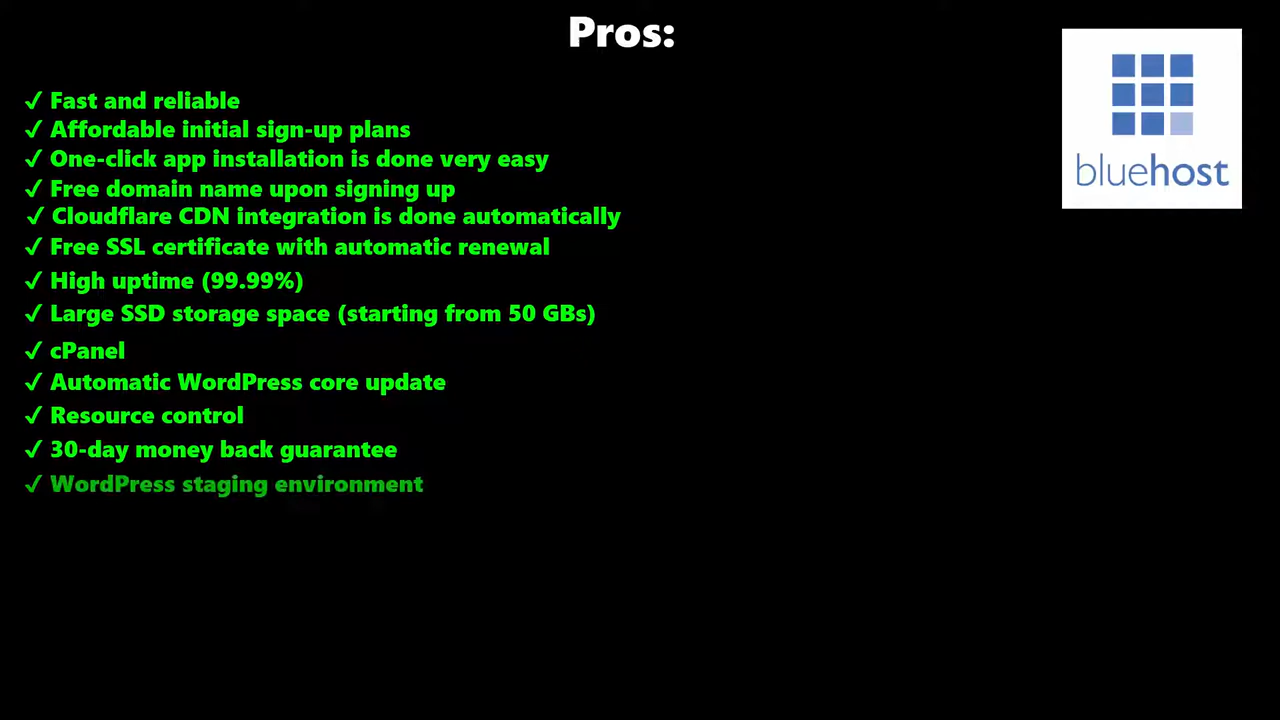 Pros:
✓ Fast and reliable
✓ Affordable initial sign-up plans
✓ One-click app installation is done very easy
✓ Free domain name upon signing up
✓ Cloudflare CDN integration is done automatically
✓ Free SSL certificate with automatic renewal
✓ High uptime (99.99%)
✓ Large SSD storage space (starting from 50 GBs)
✓ cPanel
✓ Automatic WordPress core update
✓ Resource control
✓ 30-day money back guarantee
✓ WordPress staging environment
bluehost